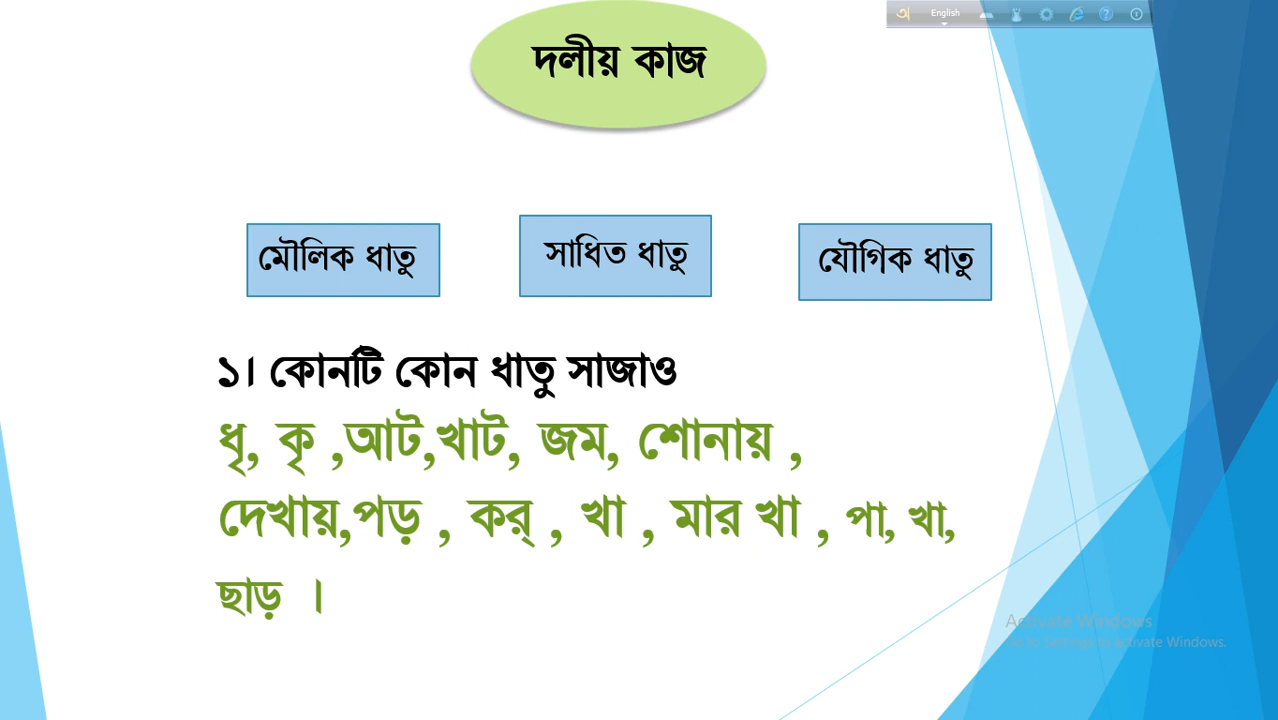 English
দলীয় কাজ
মৌলিক ধাতু
সাধিত ধাতু
যৌগিক ধাতু
১। কোনটি কোন ধাতু সাজাও
ধৃ, কৃ ,আট,খাট, জম, শোনায় ,
দেখায়,পড় , কর্ , খা , মার খা , পা, খা,
ছাড় ।
Activate Windows
Go to Settings to activate Windows.